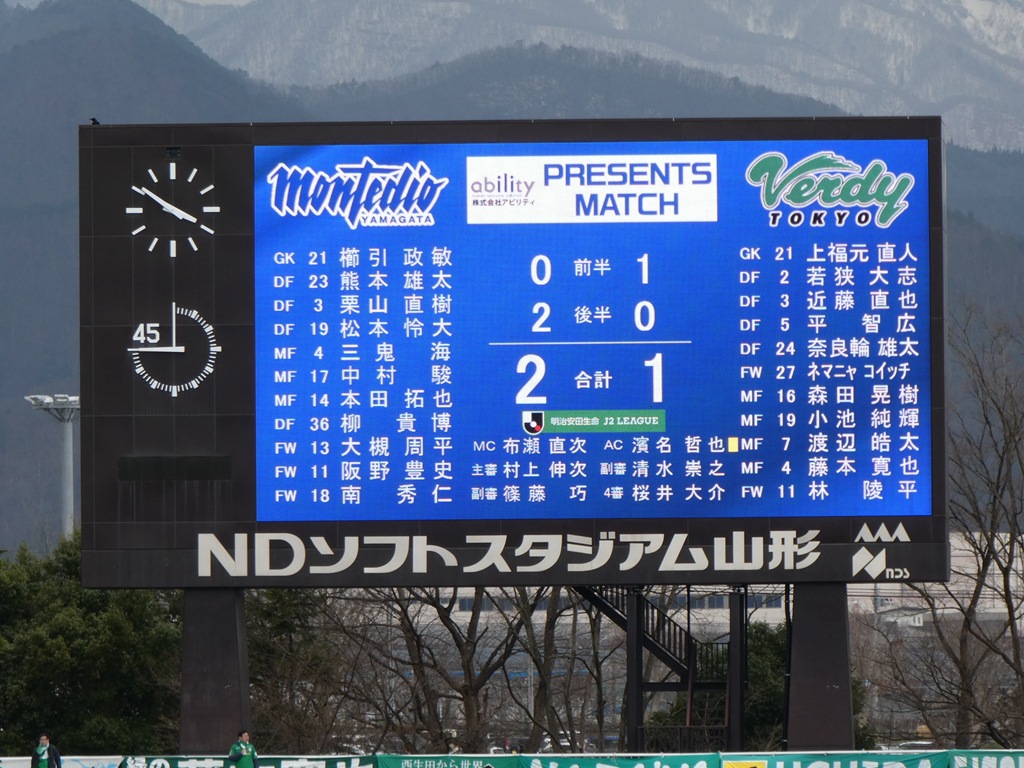 45
Montedio
YAMAGATA
ability
株式会社アビリティ
PRESENTS
MATCH
Verdy
TOKYO
GK 21 櫛引 政敏
DF 23 熊本 雄太
DF 3 栗山 直樹
DF 19 松本 怜大
MF 4 三鬼 海
MF 17 中村 駿
MF 14 本田 拓也
DF 36 柳 貴博
FW 13 大槻 周平
FW 11 阪野 豊史
FW 18 南 秀仁
0 前半 1
2 後半 0
2 合計 1
明治安田生命 J2 LEAGUE
MC 布瀬 直次 AC 濱名 哲也
主審 村上 伸次 副審 清水 崇之
副審 篠藤 巧 4審 桜井 大介
GK 21 上福元 直人
DF 2 若狭 大志
DF 3 近藤 直也
DF 5 平 智広
DF 24 奈良輪 雄太
FW 27 ネマニャ コイッチ
MF 16 森田 晃樹
MF 19 小池 純輝
MF 7 渡辺 皓太
MF 4 藤本 寛也
FW 11 林 陵平
NDソフトスタジアム山形
NDS
西生田から世界へ